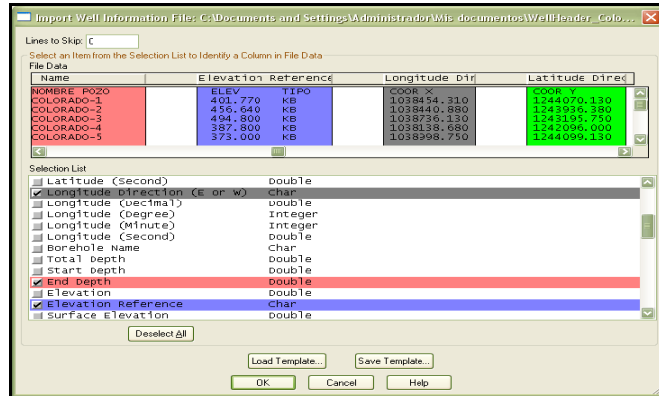 Import Well Information File: C:\Documents and Settings\Administrador\Mis documentos\WellHeader_Colo...
Lines to Skip:
Select an Item from the Selection List to Identify a Column in File Data
File Data
Name Elevation Reference Longitude Dir Latitude Direc
NOMBRE POZO ELEV TIPO COOR X COOR Y
COLORADO-1 401.770 KB 1038454.310 1244070.130
COLORADO-2 456.640 KB 1038440.880 1243936.380
COLORADO-3 494.800 KB 1038736.130 1243195.750
COLORADO-4 387.800 KB 1038138.680 1242096.000
COLORADO-5 373.000 KB 1038998.750 1244099.130
Selection List
Latitude (Second) Double
Longitude Direction (E or W) Char
Longitude (Decimal) Double
Longitude (Degree) Integer
Longitude (Minute) Integer
Longitude (Second) Double
Borehole Name Char
Total Depth Double
Start Depth Double
End Depth Double
Elevation Double
Elevation Reference Char
Surface Elevation Double
Deselect All
Load Template... Save Template...
OK Cancel Help